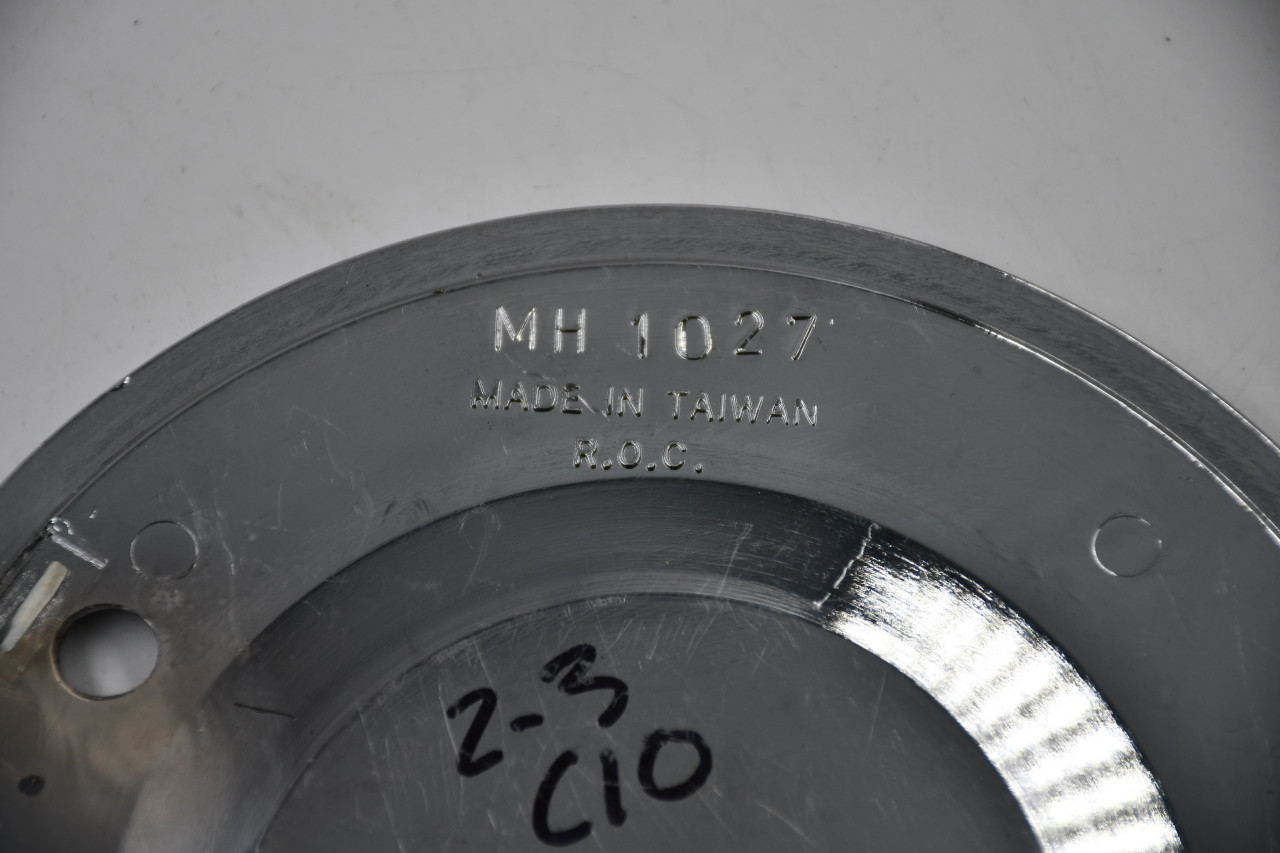 MH 1027
MADE IN TAIWAN
R.O.C.
2-3
C10